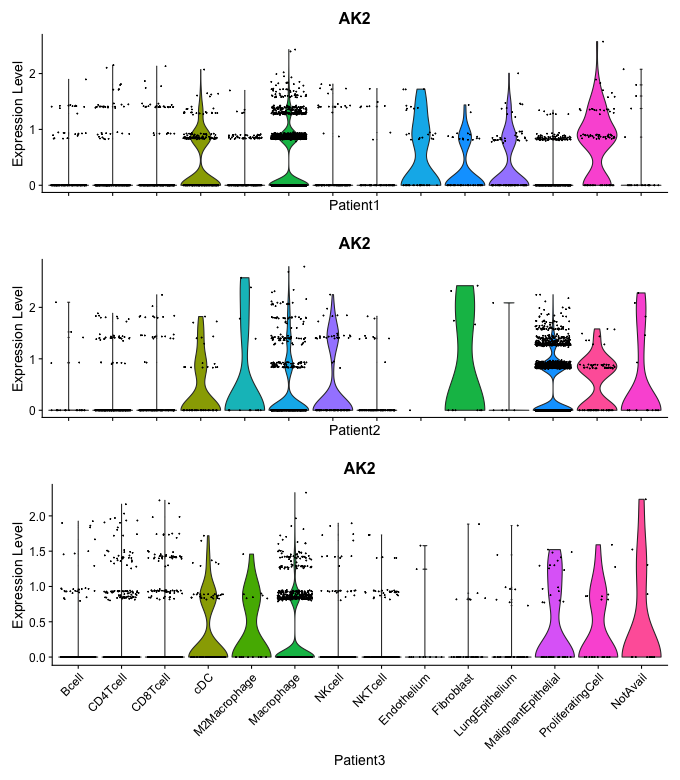 AK2
Expression Level
2
1
0
Patient1
AK2
Expression Level
2
1
0
Patient2
AK2
Expression Level
2.0
1.5
1.0
0.5
0.0
Bcell
CD4Tcell
CD8Tcell
cDC
M2Macrophage
Macrophage
NKcell
NKTcell
Endothelium
Fibroblast
LungEpithelium
MalignantEpithelial
ProliferatingCell
NotAvail
Patient3